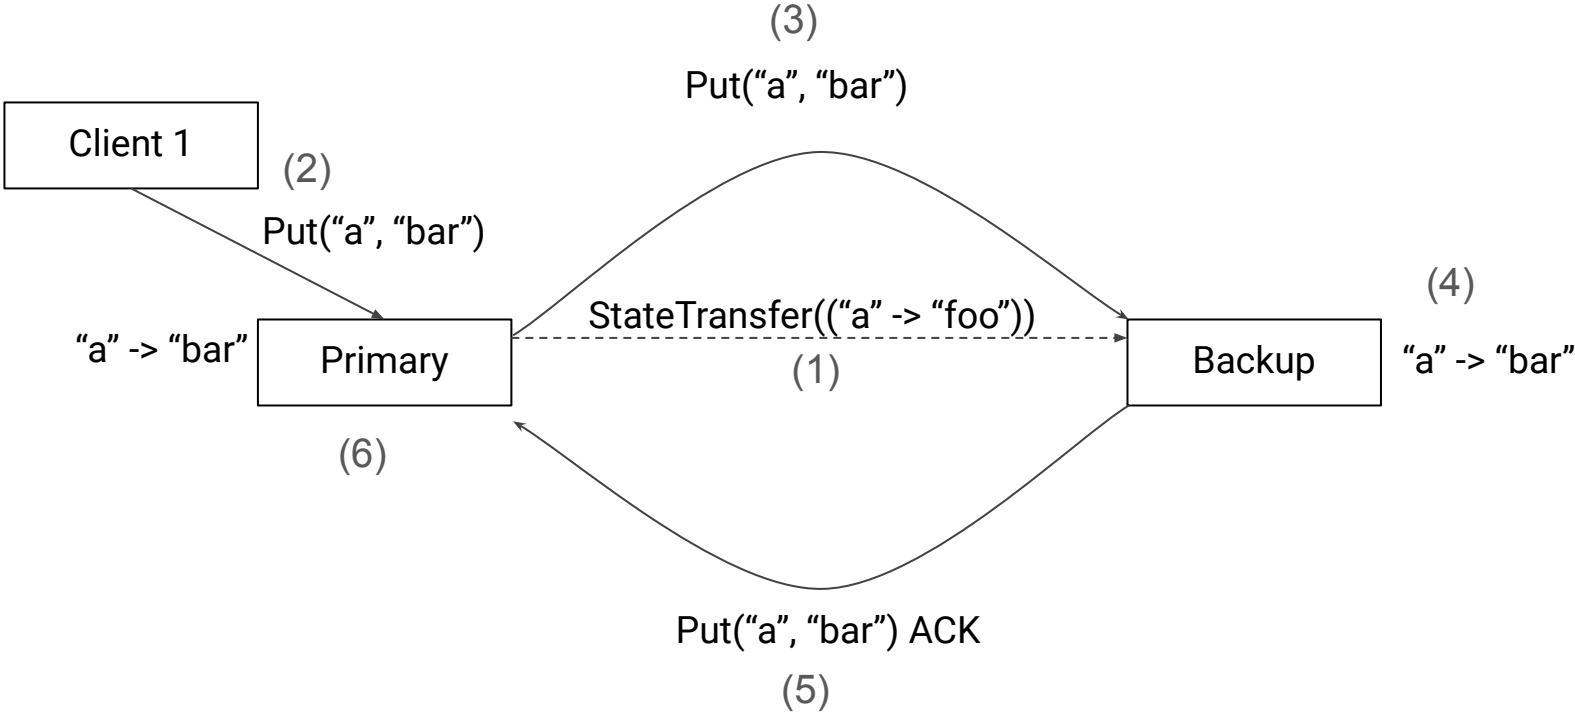 (3)
Put(“a”, “bar”)
Client 1
(2)
Put(“a”, “bar”)
StateTransfer((“a” -> “foo”))
(1)
(4)
“a” -> “bar”
Primary
Backup
“a” -> “bar”
(6)
Put(“a”, “bar”) ACK
(5)